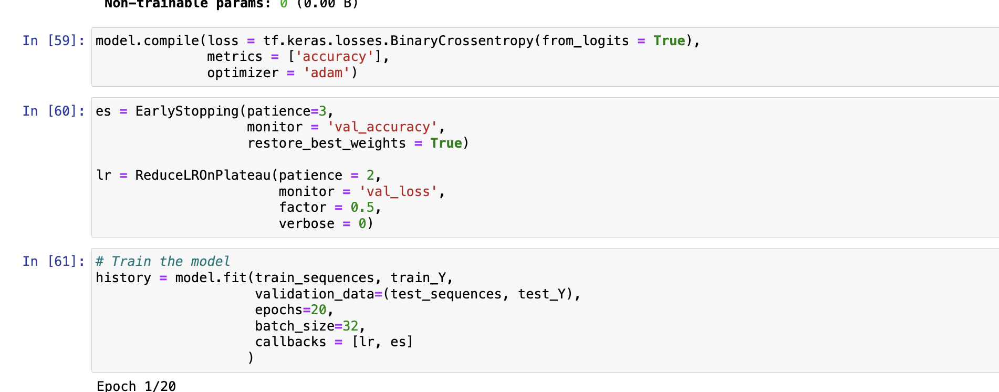 Non-trainable params: 0 (0.00 B)
In [59]: model.compile(loss = tf.keras.losses.BinaryCrossentropy(from_logits = True),
              metrics = ['accuracy'],
              optimizer = 'adam')
In [60]: es = EarlyStopping(patience=3,
                   monitor = 'val_accuracy',
                   restore_best_weights = True)
lr = ReduceLROnPlateau(patience = 2,
                       monitor = 'val_loss',
                       factor = 0.5,
                       verbose = 0)
In [61]: # Train the model
history = model.fit(train_sequences, train_Y,
                    validation_data=(test_sequences, test_Y),
                    epochs=20,
                    batch_size=32,
                    callbacks = [lr, es]
                   )
Epoch 1/20